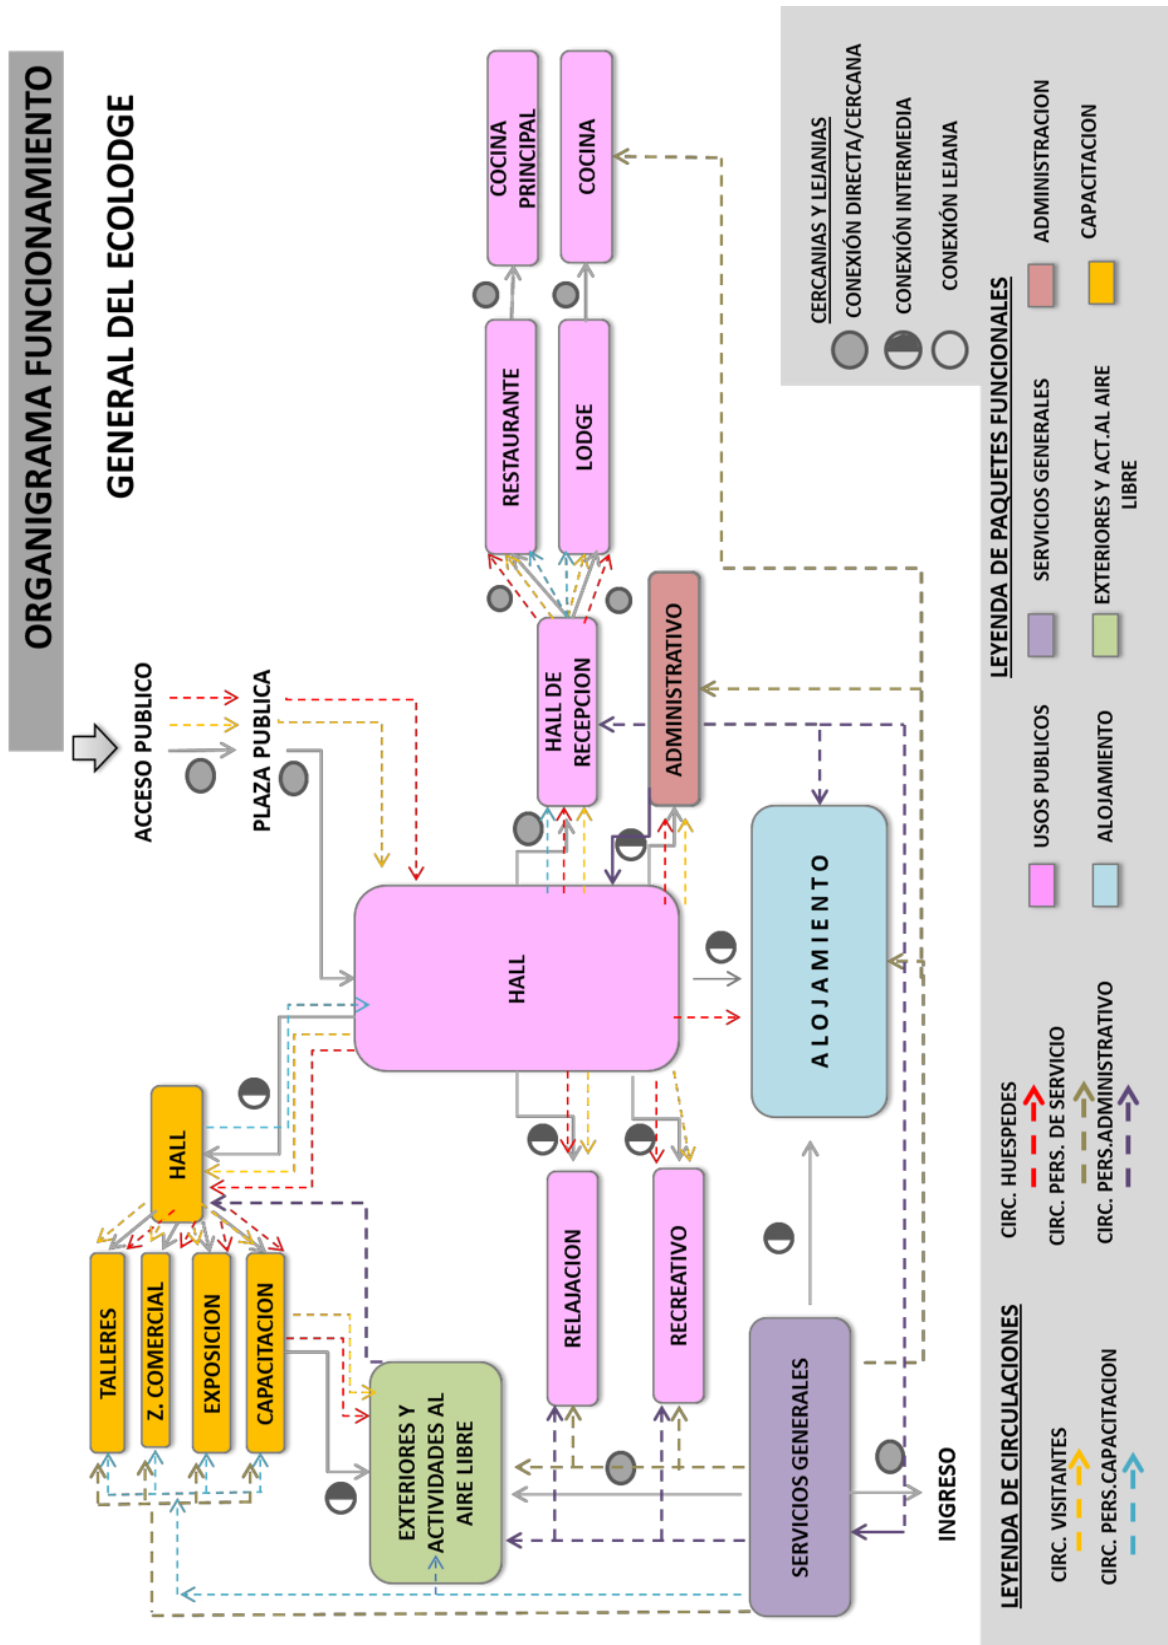 ORGANIGRAMA FUNCIONAMIENTO
GENERAL DEL ECOLODGE
ACCESO PUBLICO
PLAZA PUBLICA
HALL
TALLERES
Z. COMERCIAL
EXPOSICION
CAPACITACION
EXTERIORES Y
ACTIVIDADES AL
AIRE LIBRE
RELAJACION
RECREATIVO
HALL
HALL DE
RECEPCION
ADMINISTRATIVO
RESTAURANTE
LODGE
COCINA
PRINCIPAL
COCINA
SERVICIOS GENERALES
ALOJAMIENTO
INGRESO
CERCANIAS Y LEJANIAS
CONEXIÓN DIRECTA/CERCANA
CONEXIÓN INTERMEDIA
CONEXIÓN LEJANA
LEYENDA DE CIRCULACIONES
CIRC. VISITANTES
CIRC. PERS.CAPACITACION
CIRC. HUESPEDES
CIRC. PERS. DE SERVICIO
CIRC. PERS.ADMINISTRATIVO
LEYENDA DE PAQUETES FUNCIONALES
USOS PUBLICOS
SERVICIOS GENERALES
ADMINISTRACION
ALOJAMIENTO
EXTERIORES Y ACT.AL AIRE
LIBRE
CAPACITACION